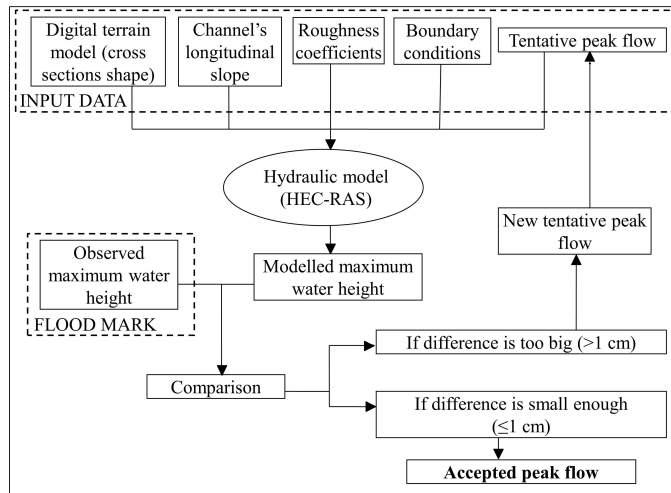 Digital terrain
model (cross
sections shape)
Channel’s
longitudinal
slope
Roughness
coefficients
Boundary
conditions
Tentative peak flow
INPUT DATA
Hydraulic model
(HEC-RAS)
New tentative peak
flow
Observed
maximum water
height
Modelled maximum
water height
FLOOD MARK
If difference is too big (>1 cm)
Comparison
If difference is small enough
(≤1 cm)
Accepted peak flow